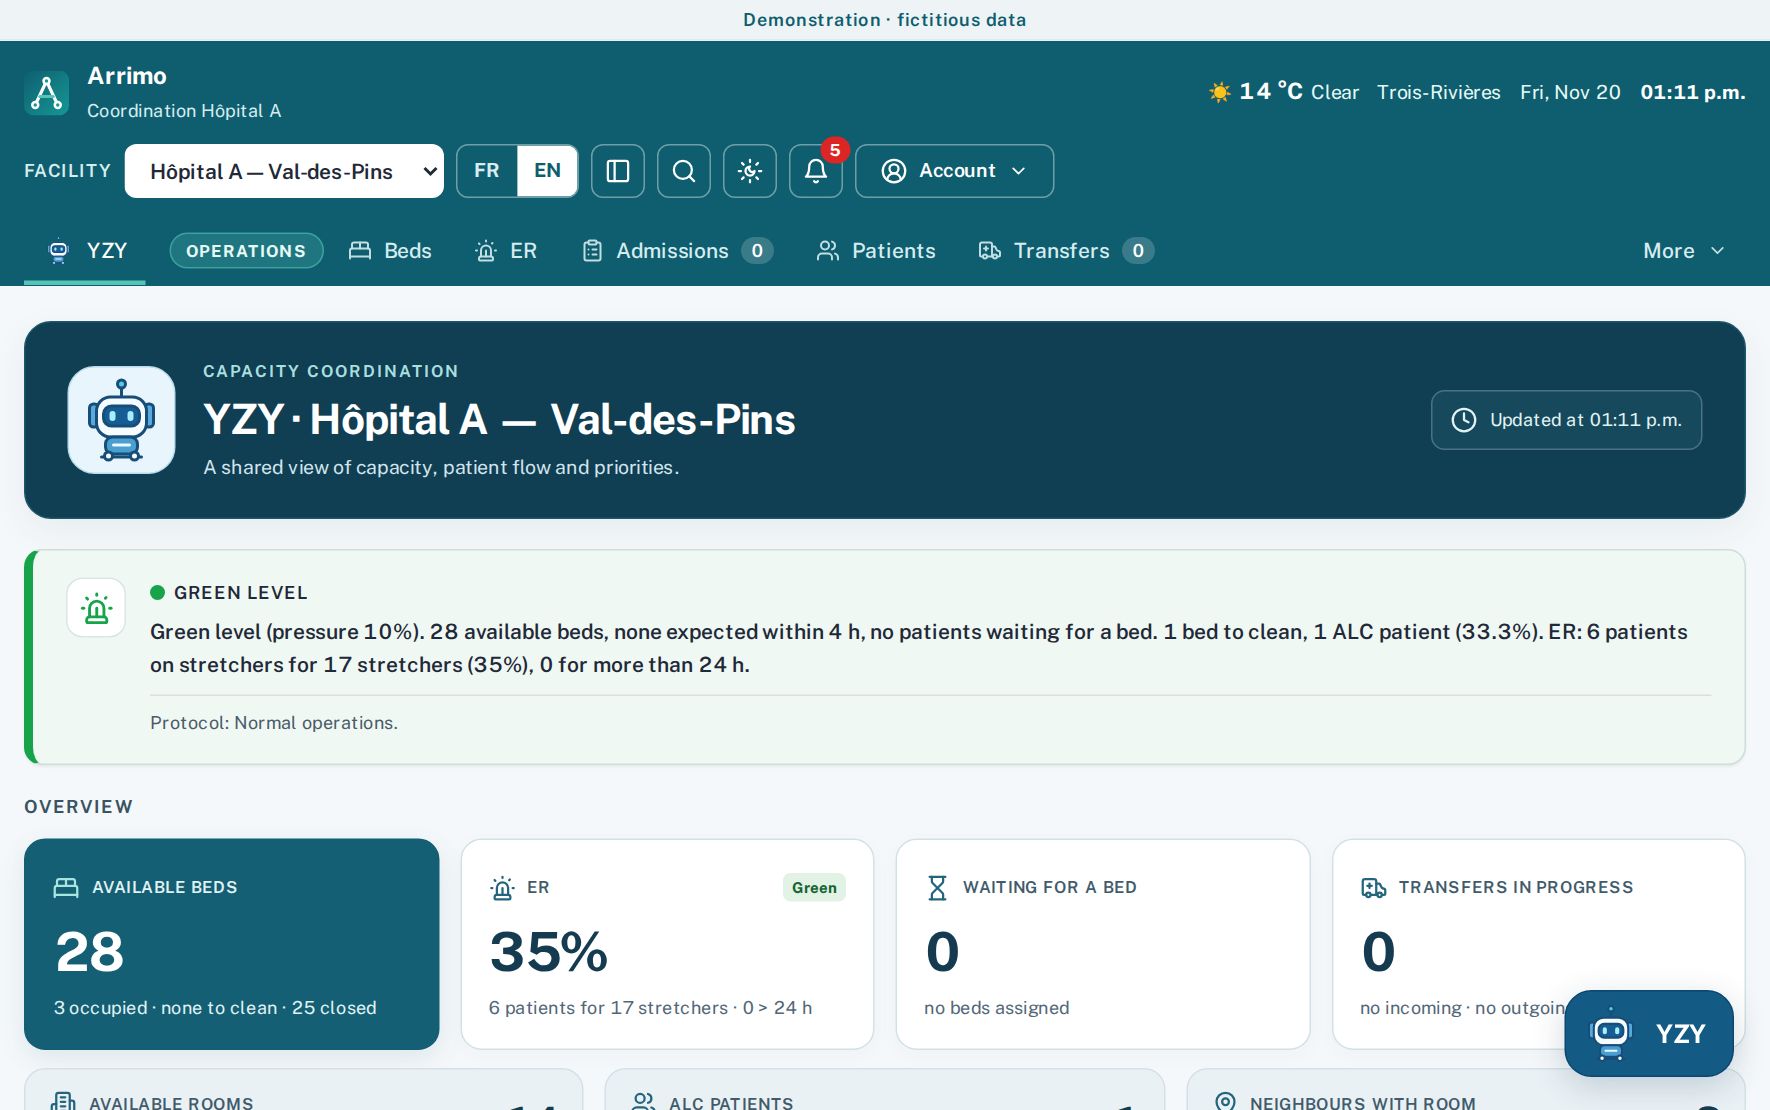 Demonstration · fictitious data
Arrimo
Coordination Hôpital A
☀️ 14 °C Clear Trois-Rivières Fri, Nov 20 01:11 p.m.
FACILITY Hôpital A — Val-des-Pins FR EN 5 Account
YZY OPERATIONS Beds ER Admissions 0 Patients Transfers 0 More
CAPACITY COORDINATION
YZY · Hôpital A — Val-des-Pins
A shared view of capacity, patient flow and priorities.
Updated at 01:11 p.m.
GREEN LEVEL
Green level (pressure 10%). 28 available beds, none expected within 4 h, no patients waiting for a bed. 1 bed to clean, 1 ALC patient (33.3%). ER: 6 patients
on stretchers for 17 stretchers (35%), 0 for more than 24 h.
Protocol: Normal operations.
OVERVIEW
AVAILABLE BEDS
28
3 occupied · none to clean · 25 closed
ER Green
35%
6 patients for 17 stretchers · 0 > 24 h
WAITING FOR A BED
0
no beds assigned
TRANSFERS IN PROGRESS
0
no incoming · no outgoin
YZY
AVAILABLE ROOMS
ALC PATIENTS
NEIGHBOURS WITH ROOM